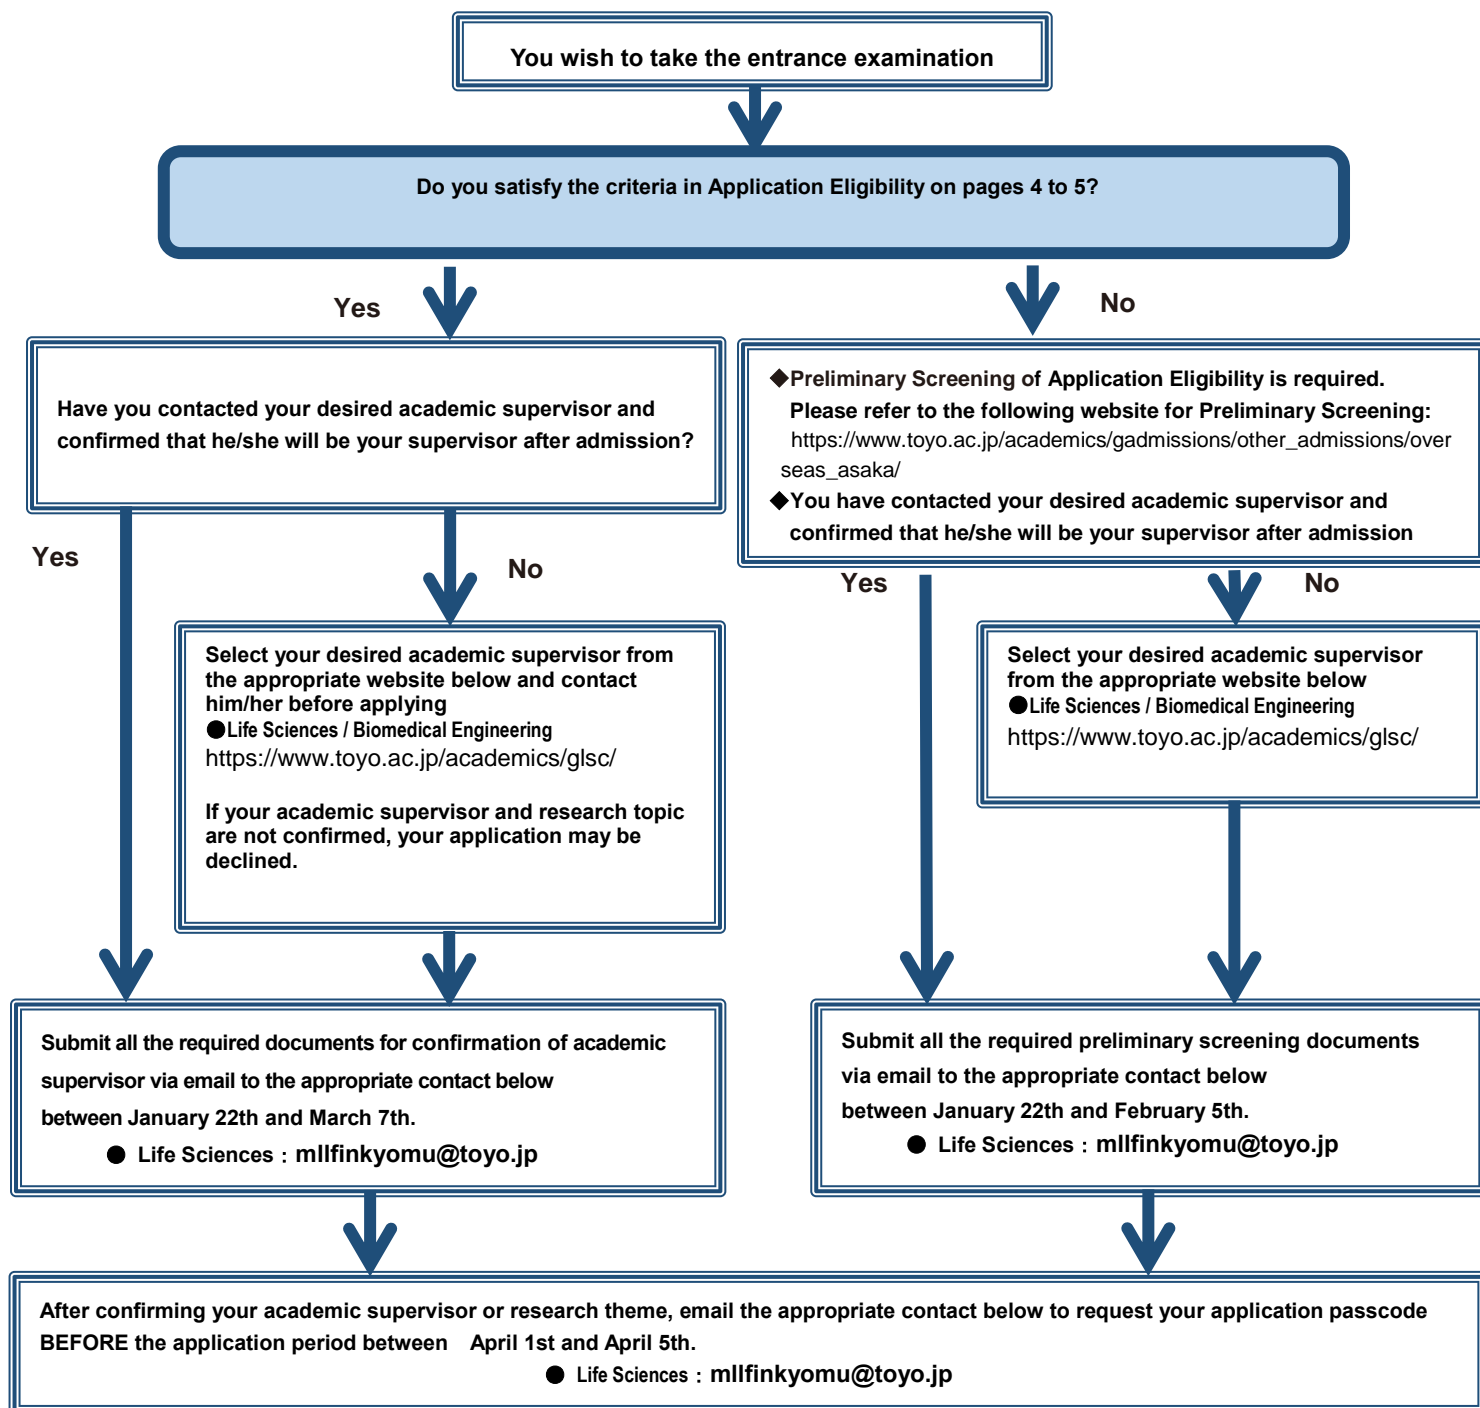 You wish to take the entrance examination
Do you satisfy the criteria in Application Eligibility on pages 4 to 5?
Yes
No
Have you contacted your desired academic supervisor and
confirmed that he/she will be your supervisor after admission?
◆Preliminary Screening of Application Eligibility is required.
Please refer to the following website for Preliminary Screening:
https://www.toyo.ac.jp/academics/gadmissions/other_admissions/over
seas_asaka/
◆You have contacted your desired academic supervisor and
confirmed that he/she will be your supervisor after admission
Yes
No
Yes
No
Select your desired academic supervisor from
the appropriate website below and contact
him/her before applying
●Life Sciences / Biomedical Engineering
https://www.toyo.ac.jp/academics/glsc/
If your academic supervisor and research topic
are not confirmed, your application may be
declined.
Select your desired academic supervisor
from the appropriate website below
●Life Sciences / Biomedical Engineering
https://www.toyo.ac.jp/academics/glsc/
Submit all the required documents for confirmation of academic
supervisor via email to the appropriate contact below
between January 22th and March 7th.
● Life Sciences：mllfinkyomu@toyo.jp
Submit all the required preliminary screening documents
via email to the appropriate contact below
between January 22th and February 5th.
● Life Sciences：mllfinkyomu@toyo.jp
After confirming your academic supervisor or research theme, email the appropriate contact below to request your application passcode
BEFORE the application period between　April 1st and April 5th.
● Life Sciences：mllfinkyomu@toyo.jp